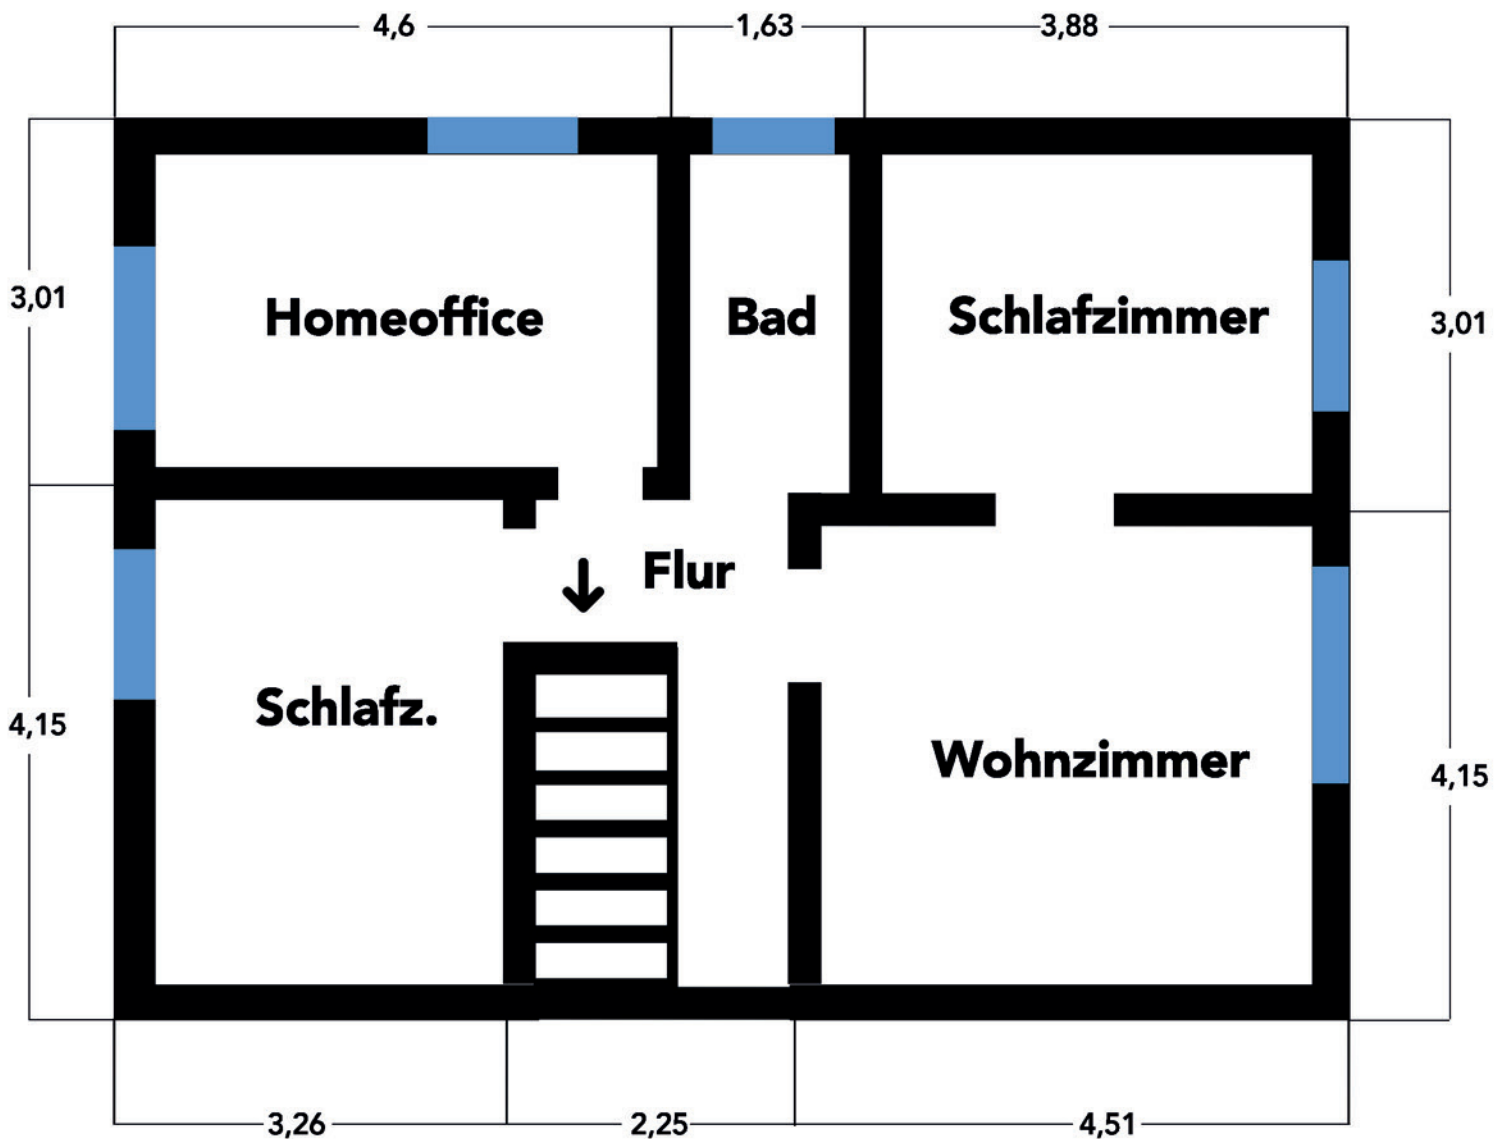 4,6
1,63
3,88
3,01
Homeoffice
Bad
Schlafzimmer
3,01
Flur
Schlafz.
4,15
Wohnzimmer
4,15
3,26
2,25
4,51